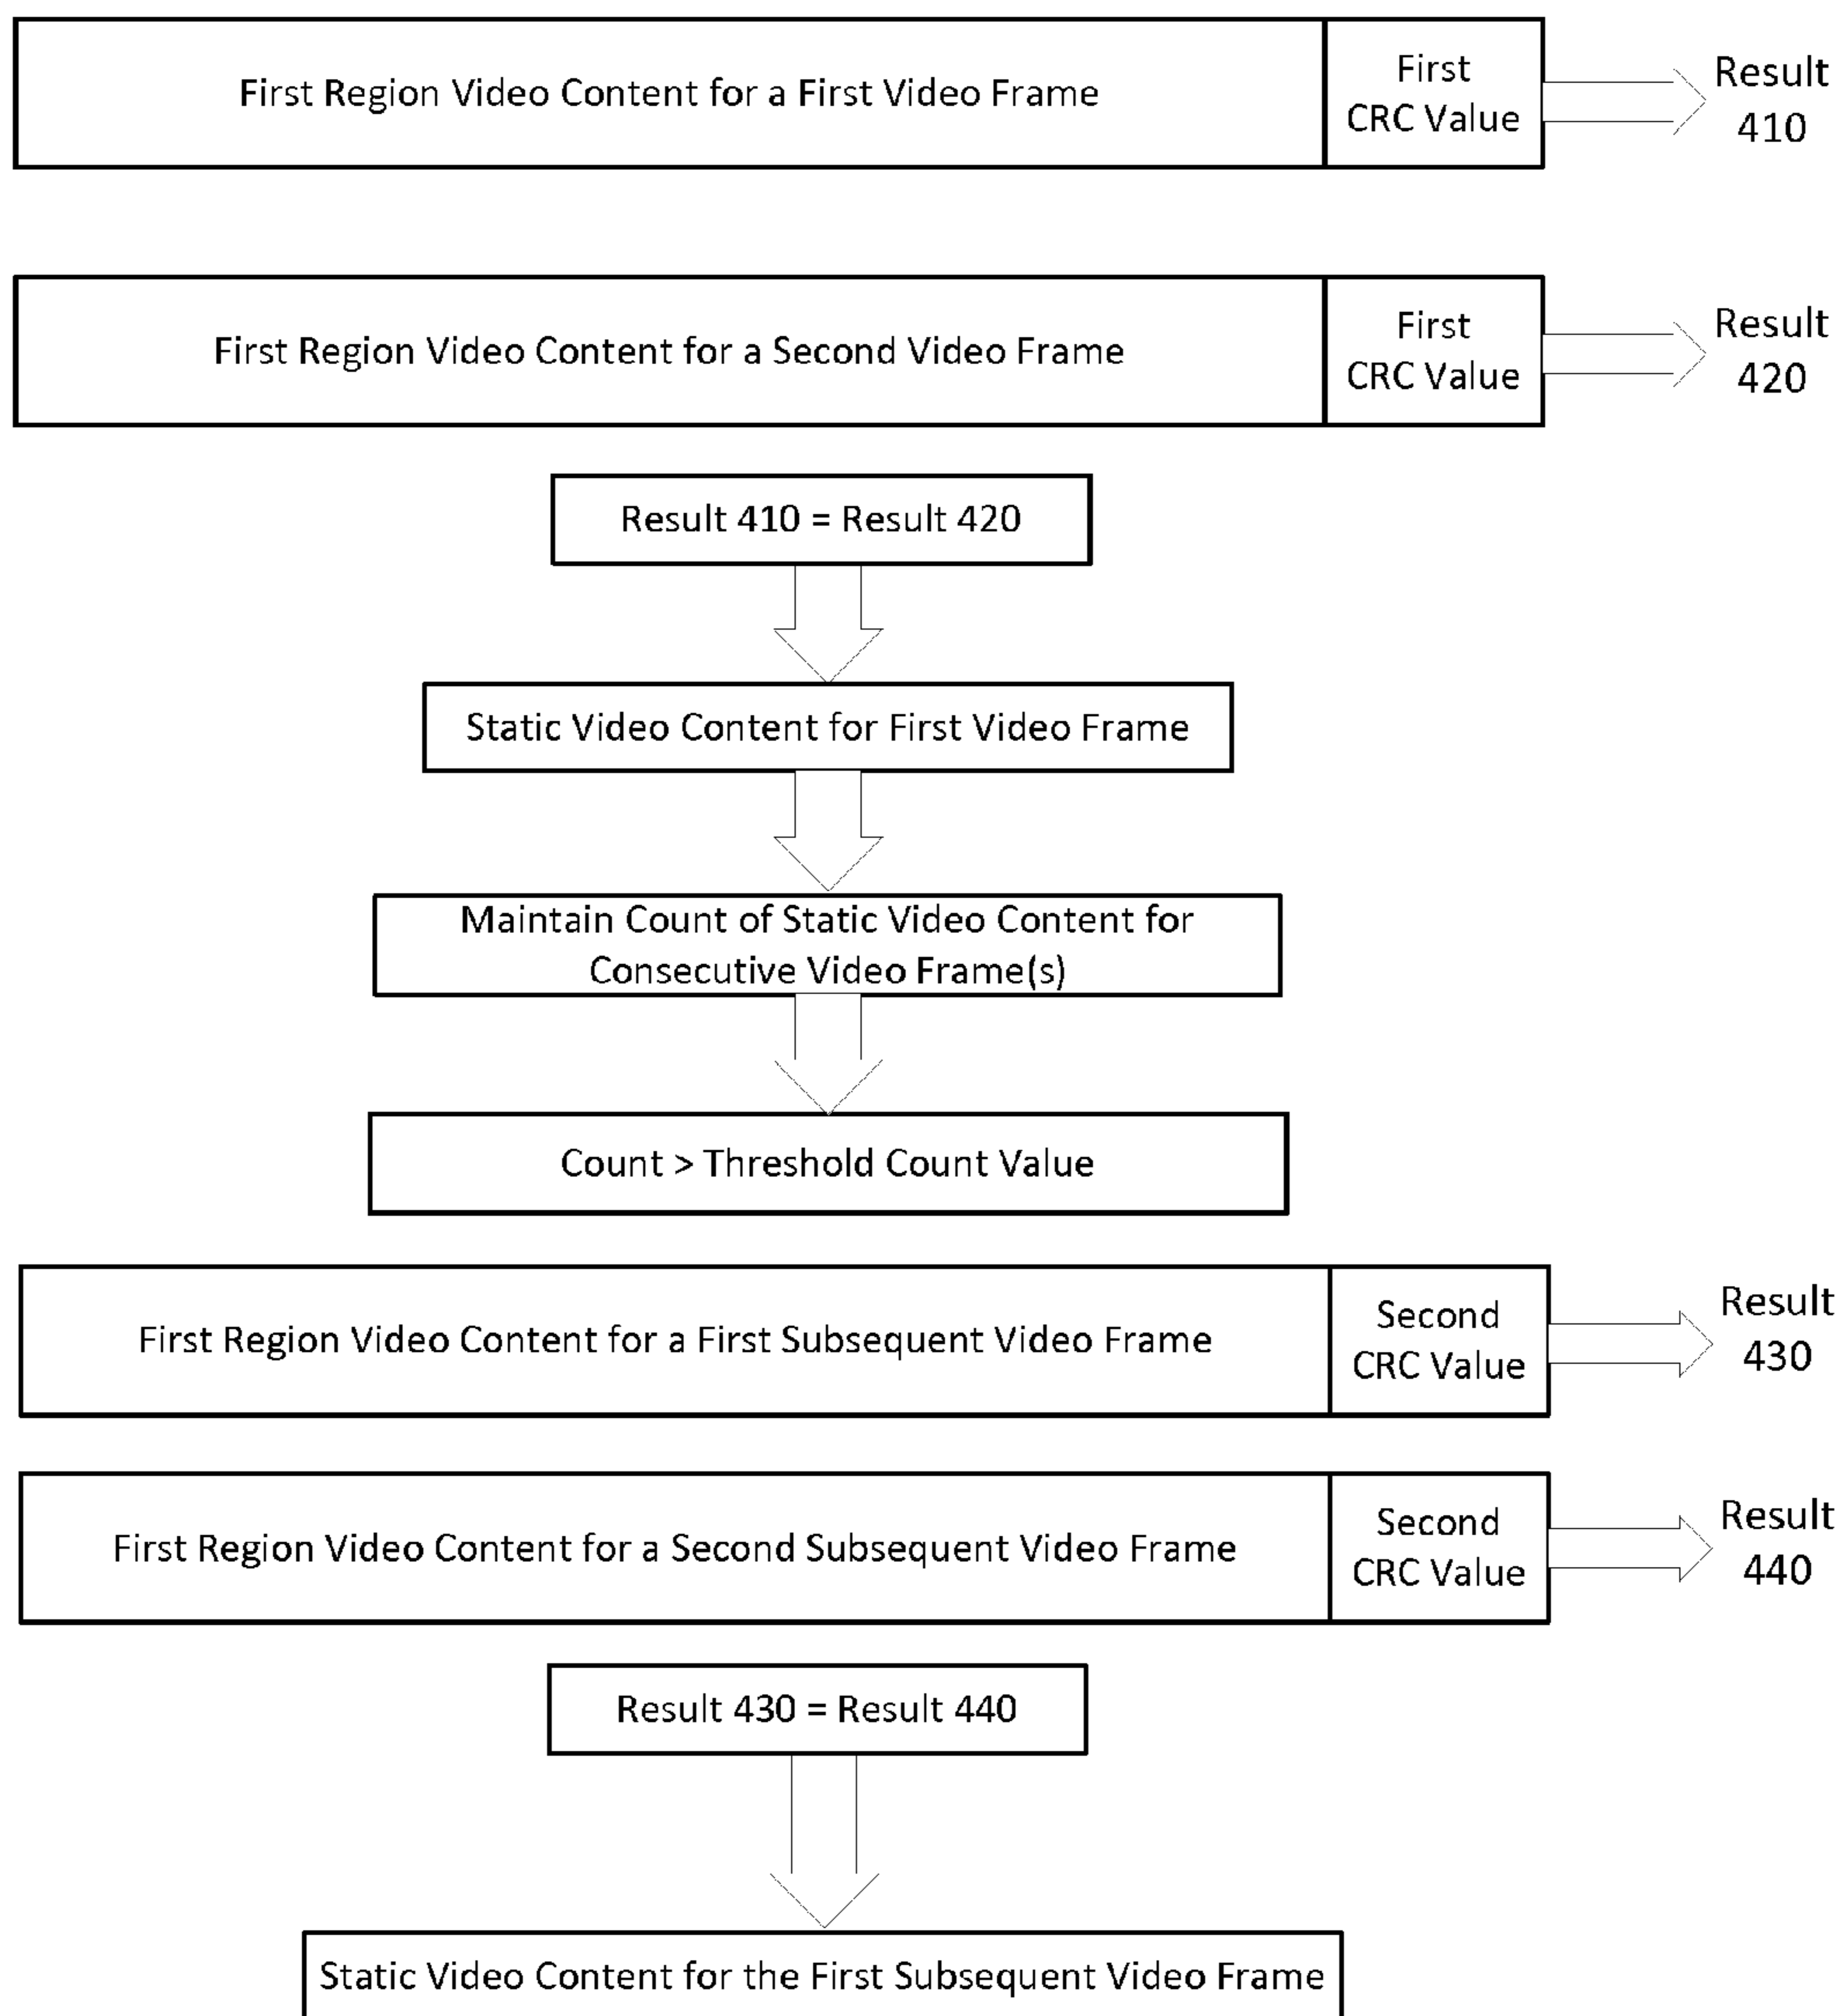 First Region Video Content for a First Video Frame
First
CRC Value
Result
410
First Region Video Content for a Second Video Frame
First
CRC Value
Result
420
Result 410 = Result 420
Static Video Content for First Video Frame
Maintain Count of Static Video Content for
Consecutive Video Frame(s)
Count > Threshold Count Value
First Region Video Content for a First Subsequent Video Frame
Second
CRC Value
Result
430
First Region Video Content for a Second Subsequent Video Frame
Second
CRC Value
Result
440
Result 430 = Result 440
Static Video Content for the First Subsequent Video Frame